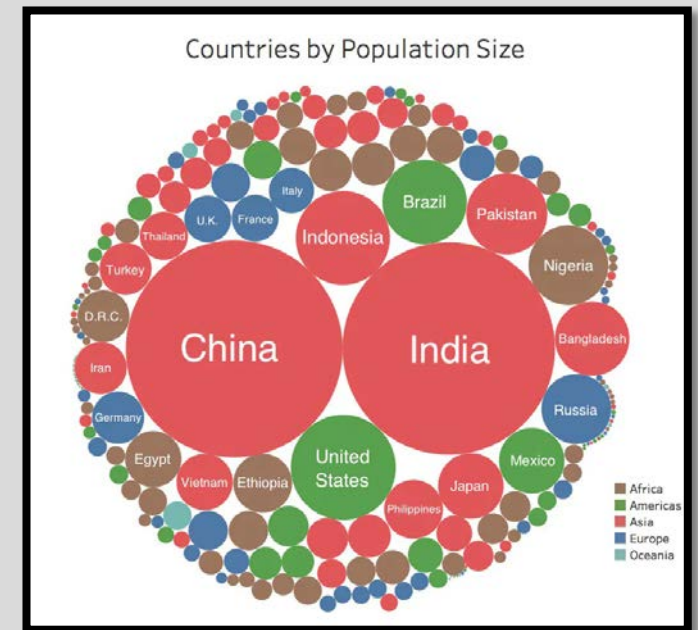 Countries by Population Size
Italy
Brazil
U.K.
France
Pakistan
Thailand
Indonesia
Turkey
Nigeria
D.R.C.
China
India
Bangladesh
Iran
Germany
Russia
Egypt
United
States
Mexico
Vietnam
Ethiopia
Japan
Philippines
Africa
Americas
Asia
Europe
Oceania